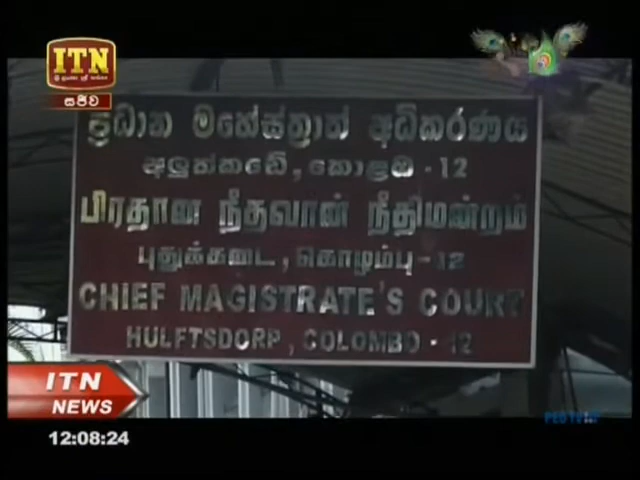 ITN
සජීව
ප්‍රධාන මහේස්ත්‍රාත් අධිකරණය
අලුත්කඩේ, කොළඹ - 12
பிரதான நீதவான் நீதிமன்றம்
புதுக்கடை, கொழும்பு - 12
CHIEF MAGISTRATE'S COURT
HULFTSDORP, COLOMBO - 12
ITN
NEWS
12:08:24